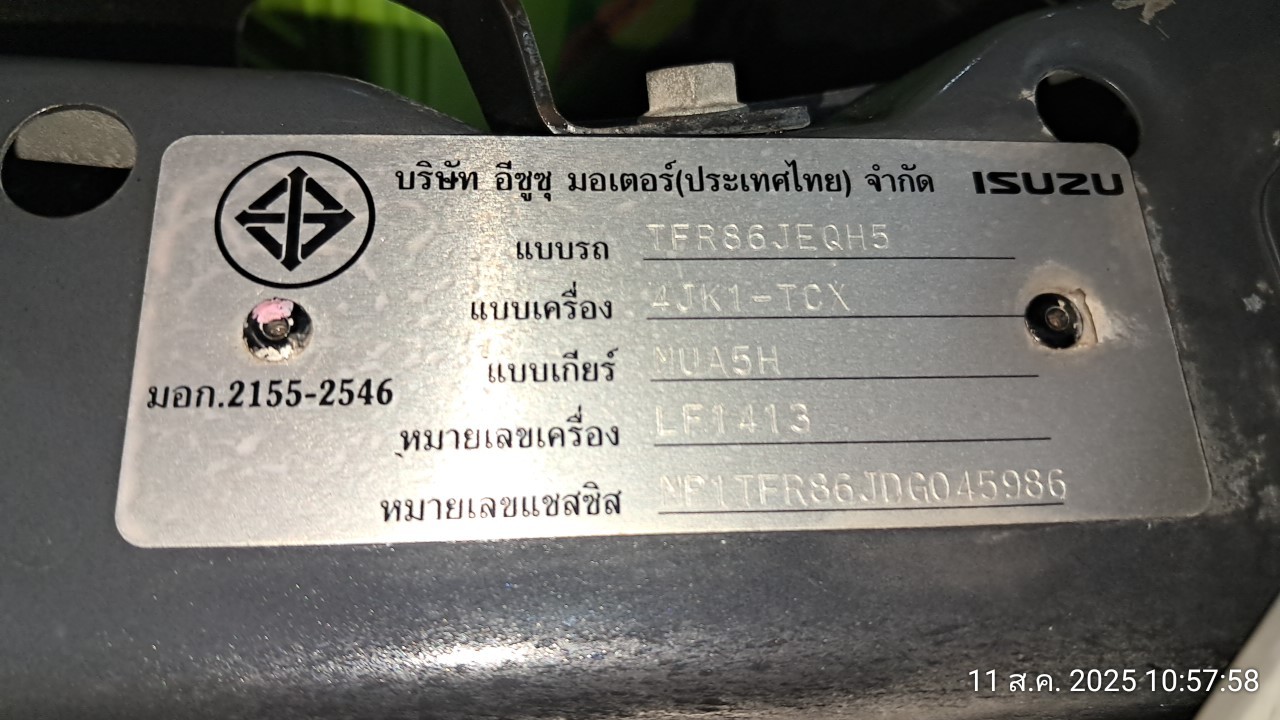 บริษัท อีซูซุ มอเตอร์(ประเทศไทย) จำกัด ISUZU
แบบรถ TFR86JEQH5
แบบเครื่อง 4JK1-TCX
แบบเกียร์ MUA5H
มอก.2155-2546
หมายเลขเครื่อง LF1413
หมายเลขแชสซิส MP1TFR86JDG045986
11 ส.ค. 2025 10:57:58